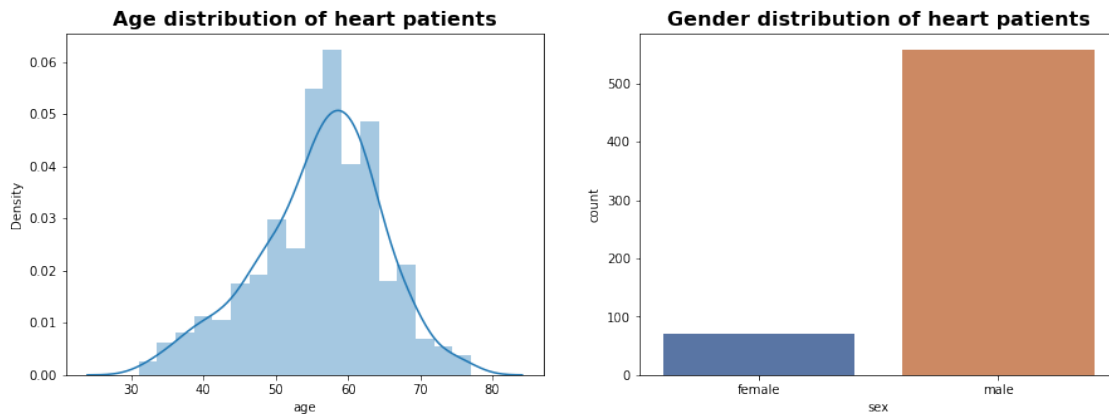 Age distribution of heart patients
0.06
0.05
0.04
0.03
0.02
0.01
0.00
Density
30 40 50 60 70 80
age
Gender distribution of heart patients
500
400
300
200
100
0
count
female male
sex